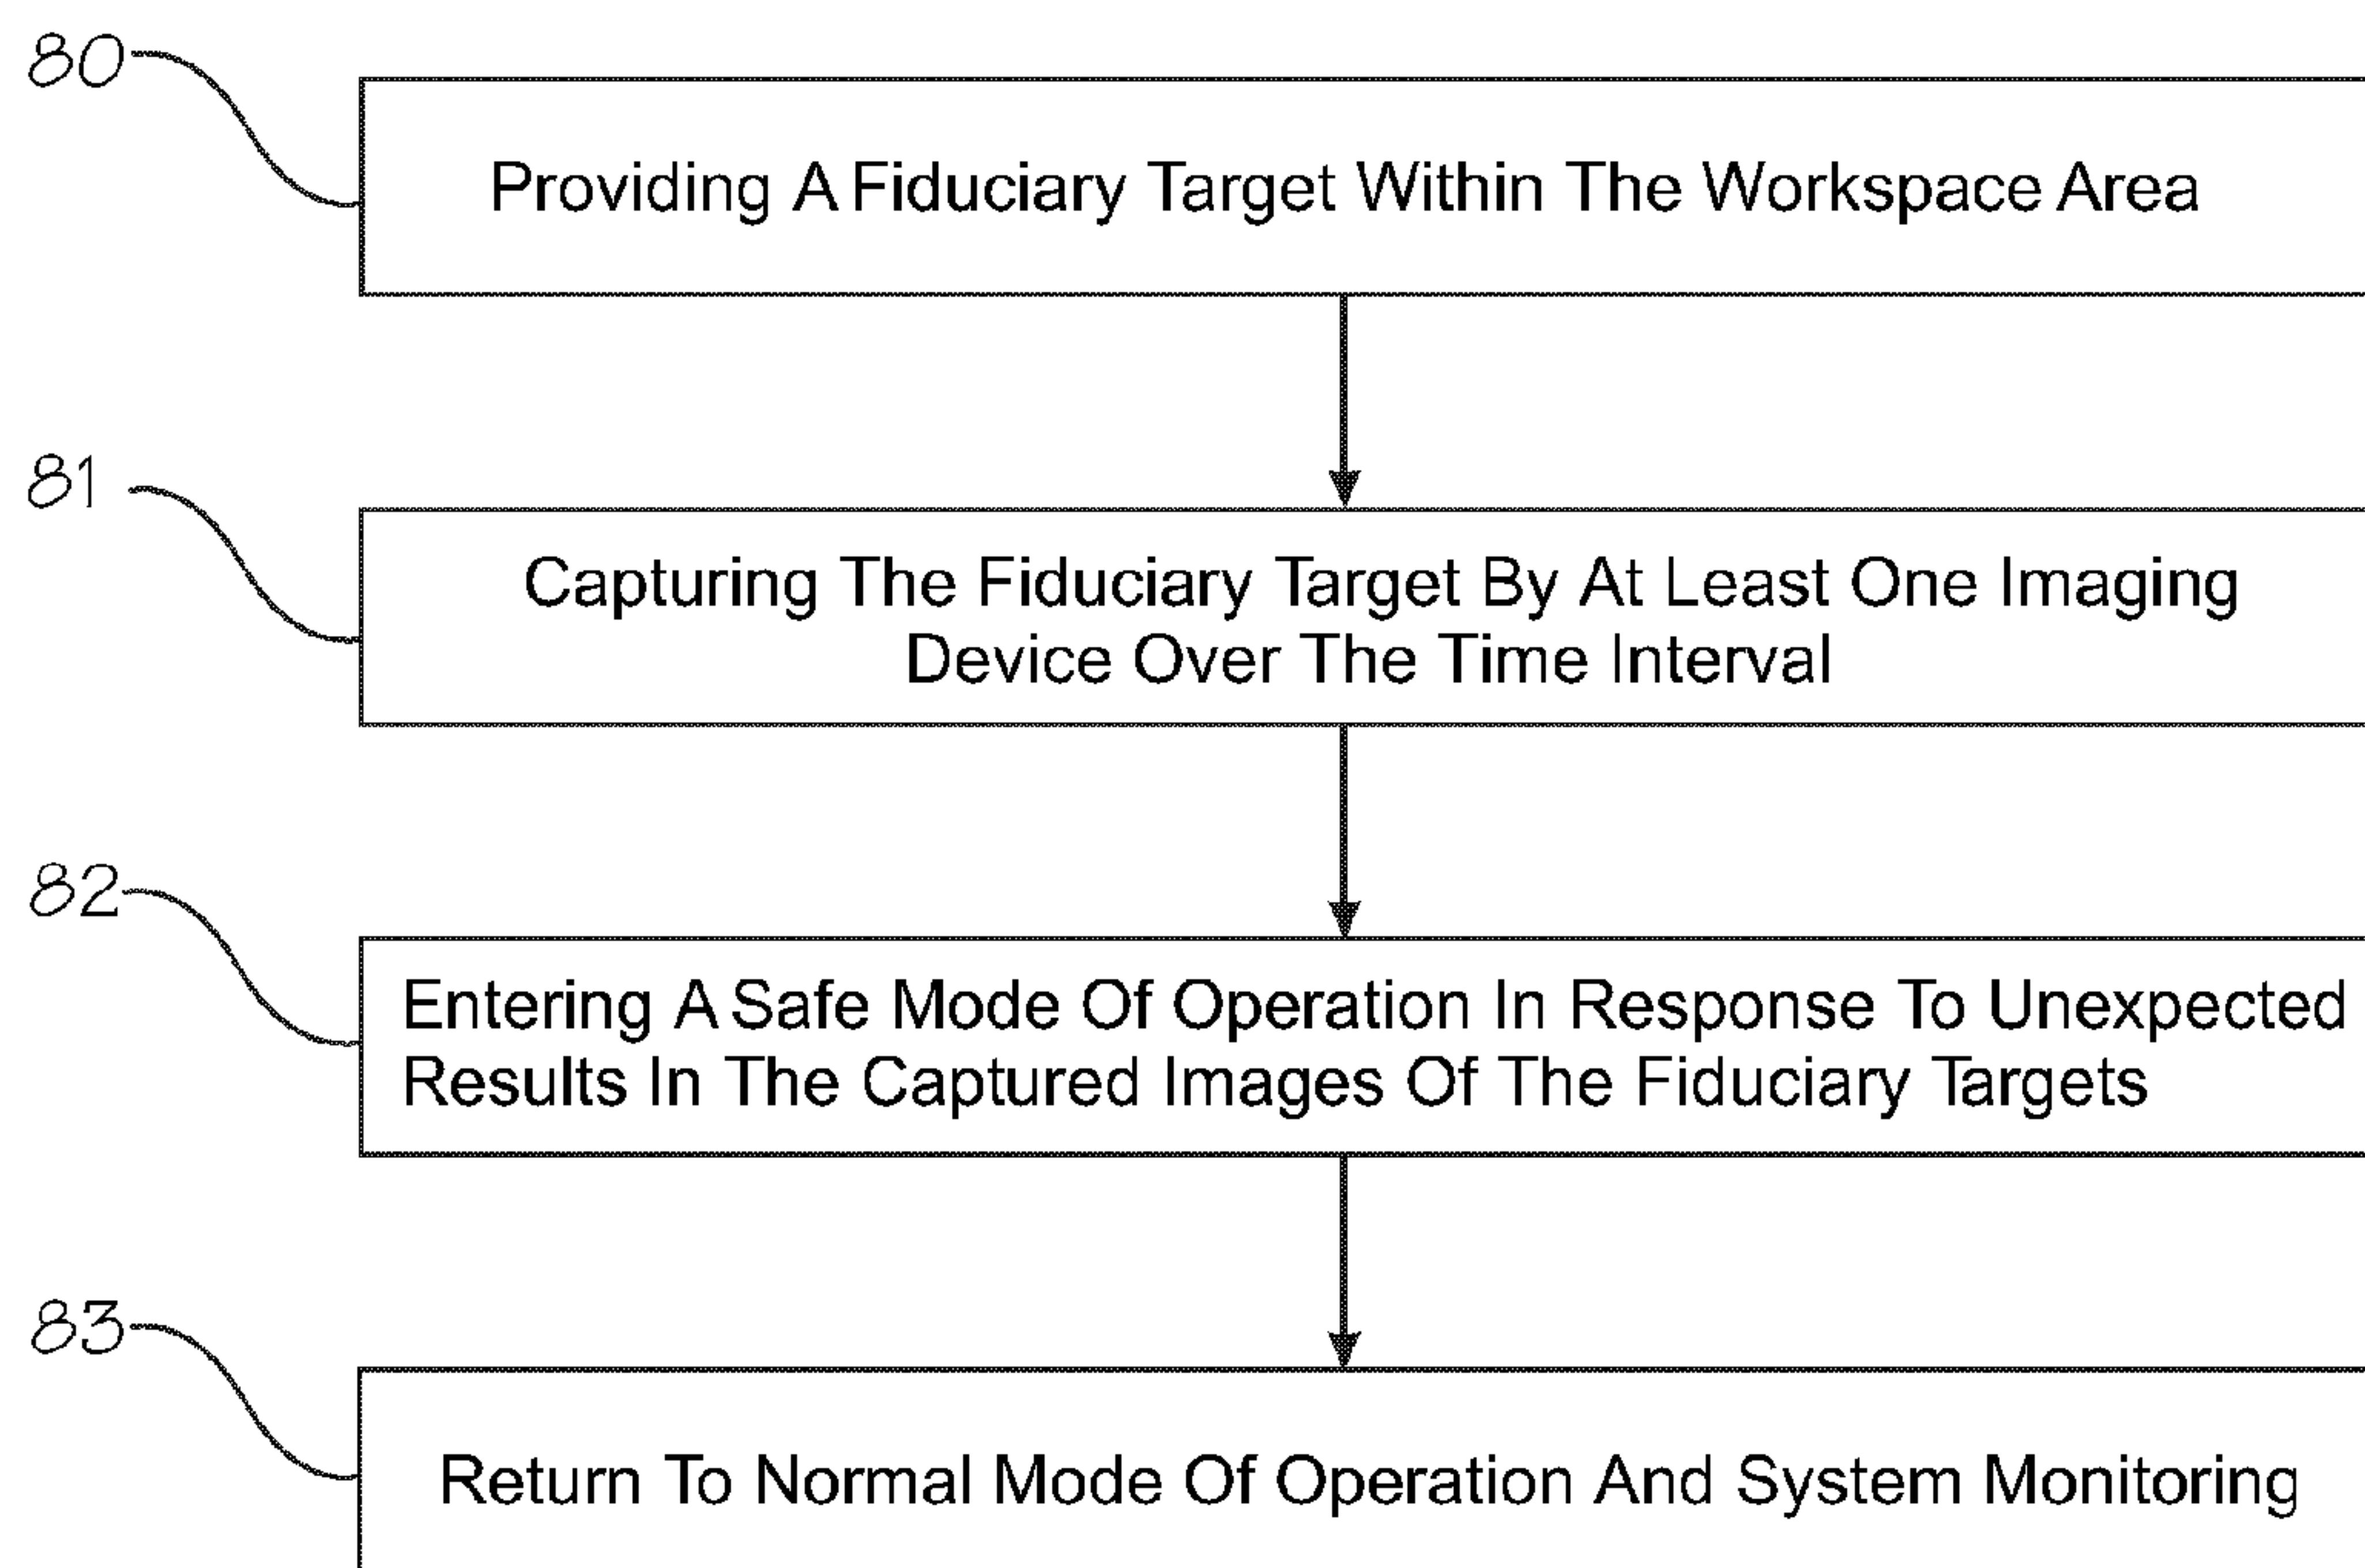 80
Providing A Fiduciary Target Within The Workspace Area
81
Capturing The Fiduciary Target By At Least One Imaging
Device Over The Time Interval
82
Entering A Safe Mode Of Operation In Response To Unexpected
Results In The Captured Images Of The Fiduciary Targets
83
Return To Normal Mode Of Operation And System Monitoring